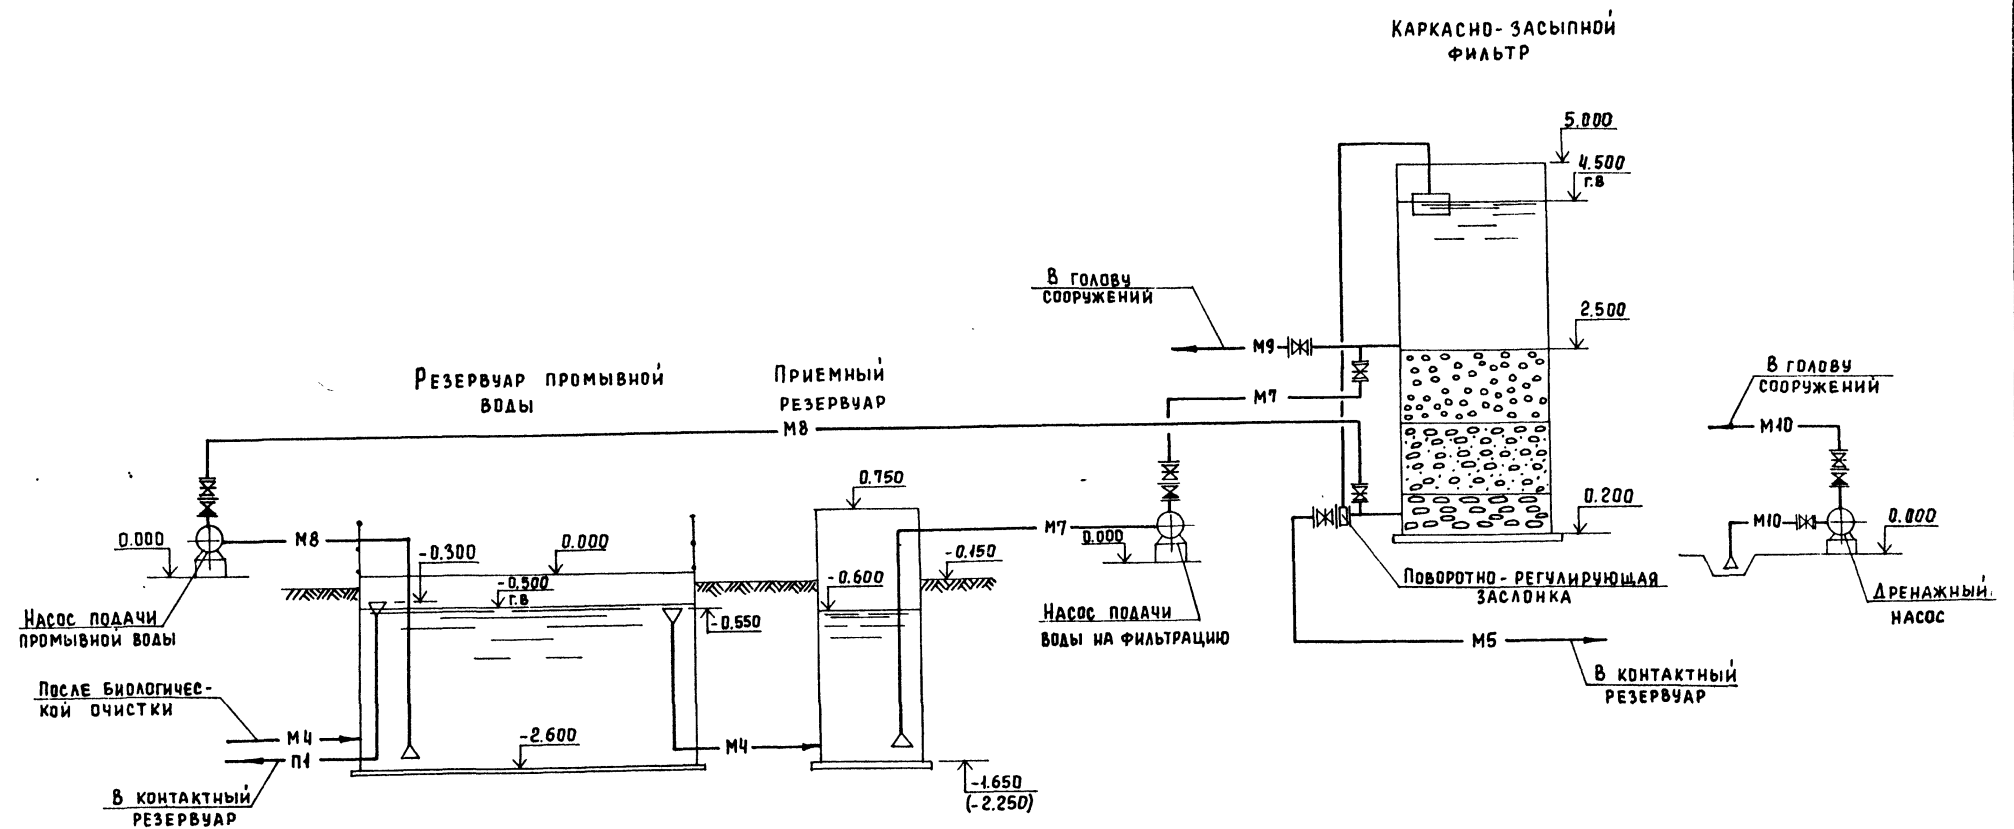 КАРКАСНО-ЗАСЫПНОЙ
ФИЛЬТР
5.000
4.500
Г.В
В ГОЛОВУ
СООРУЖЕНИЙ
2.500
М9
РЕЗЕРВУАР ПРОМЫВНОЙ
ВОДЫ
ПРИЕМНЫЙ
РЕЗЕРВУАР
М7
М8
В ГОЛОВУ
СООРУЖЕНИЙ
М10
0.750
0.200
0.000
М8
-0.300
0.000
-0.500
Г.В
-0.550
-0.600
-0.150
М7
0.000
М10
0.000
НАСОС ПОДАЧИ
ПРОМЫВНОЙ ВОДЫ
НАСОС ПОДАЧИ
ВОДЫ НА ФИЛЬТРАЦИЮ
ПОВОРОТНО-РЕГУЛИРУЮЩАЯ
ЗАСЛОНКА
ДРЕНАЖНЫЙ
НАСОС
М5
В КОНТАКТНЫЙ
РЕЗЕРВУАР
ПОСЛЕ БИОЛОГИЧЕС-
КОЙ ОЧИСТКИ
М4
П1
-2.600
М4
-1.650
(-2.250)
В КОНТАКТНЫЙ
РЕЗЕРВУАР